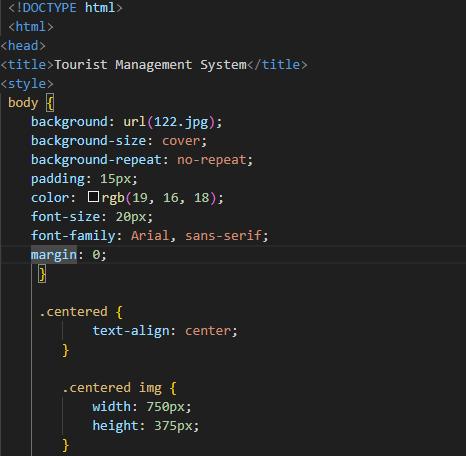 <!DOCTYPE html>
<html>
<head>
<title>Tourist Management System</title>
<style>
body {
background: url(122.jpg);
background-size: cover;
background-repeat: no-repeat;
padding: 15px;
color: rgb(19, 16, 18);
font-size: 20px;
font-family: Arial, sans-serif;
margin: 0;
}
.centered {
text-align: center;
}
.centered img {
width: 750px;
height: 375px;
}